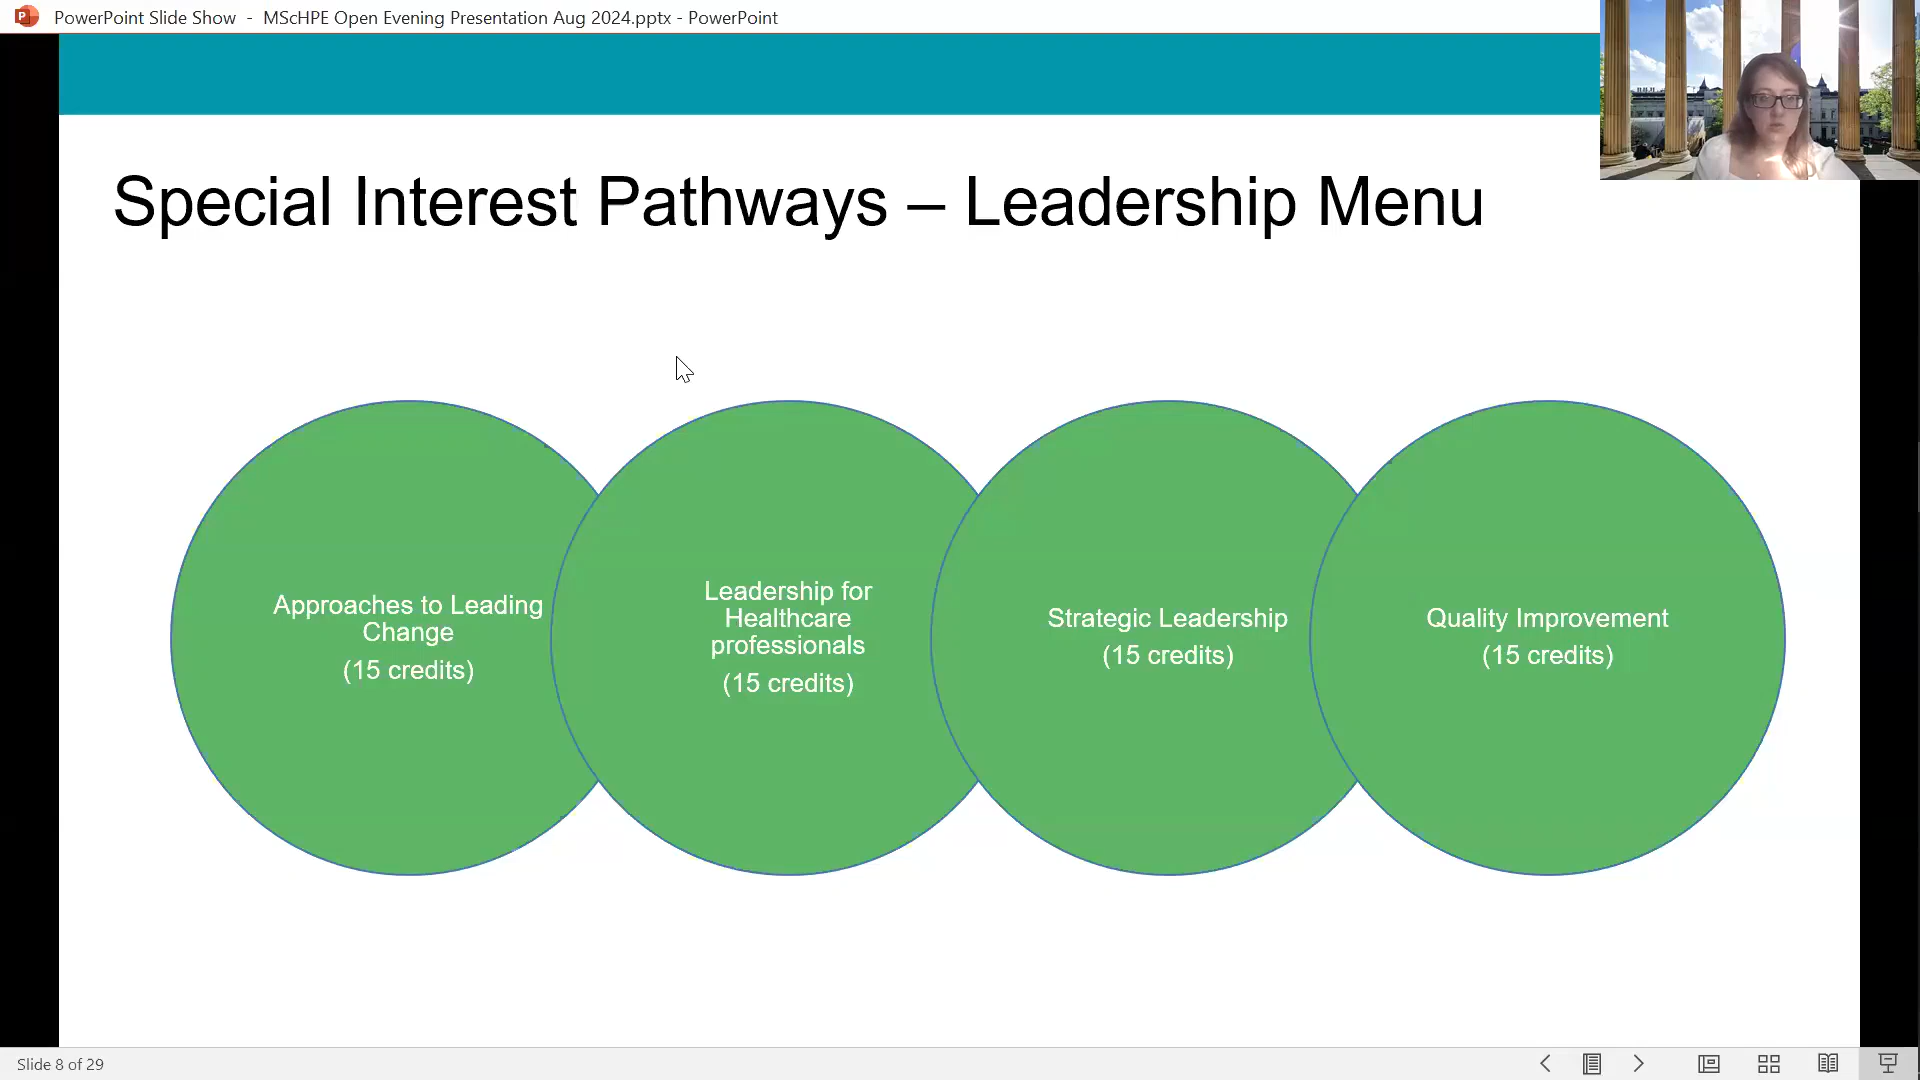 PowerPoint Slide Show - MScHPE Open Evening Presentation Aug 2024.pptx - PowerPoint
Special Interest Pathways – Leadership Menu
Approaches to Leading
Change
(15 credits)
Leadership for
Healthcare
professionals
(15 credits)
Strategic Leadership
(15 credits)
Quality Improvement
(15 credits)
Slide 8 of 29